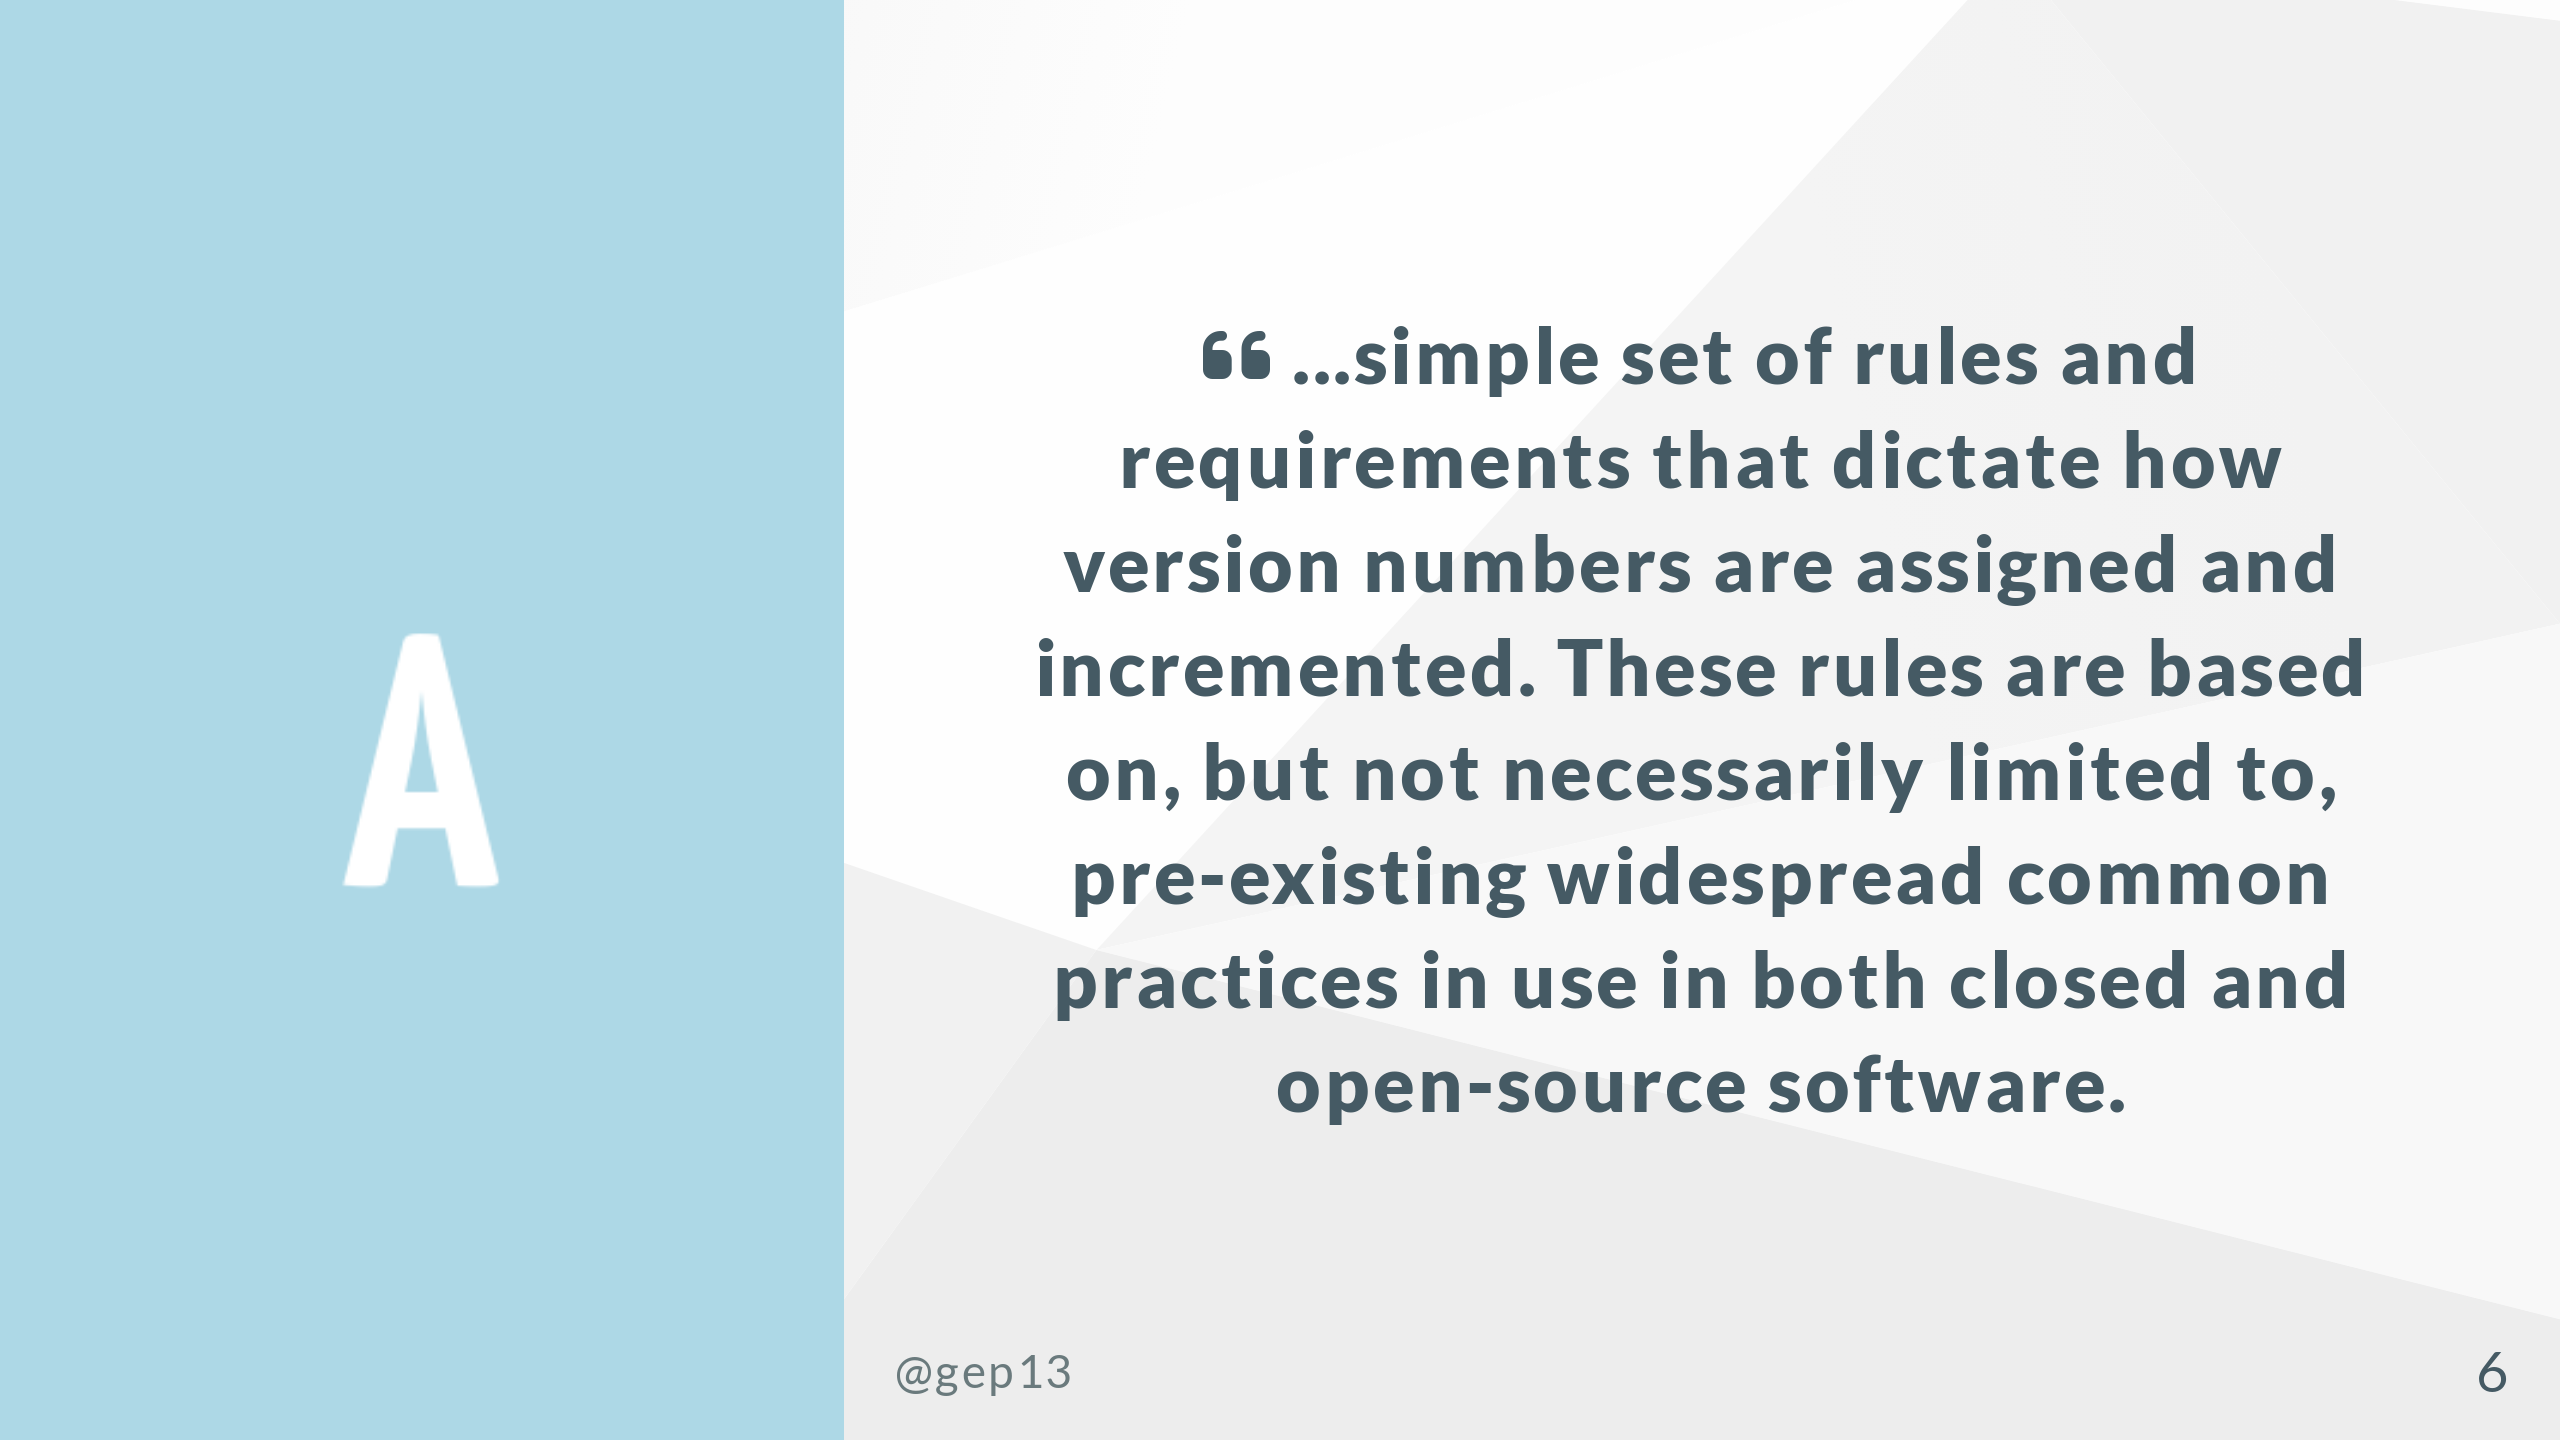 A
“ ...simple set of rules and
requirements that dictate how
version numbers are assigned and
incremented. These rules are based
on, but not necessarily limited to,
pre-existing widespread common
practices in use in both closed and
open-source software.
@gep13
6